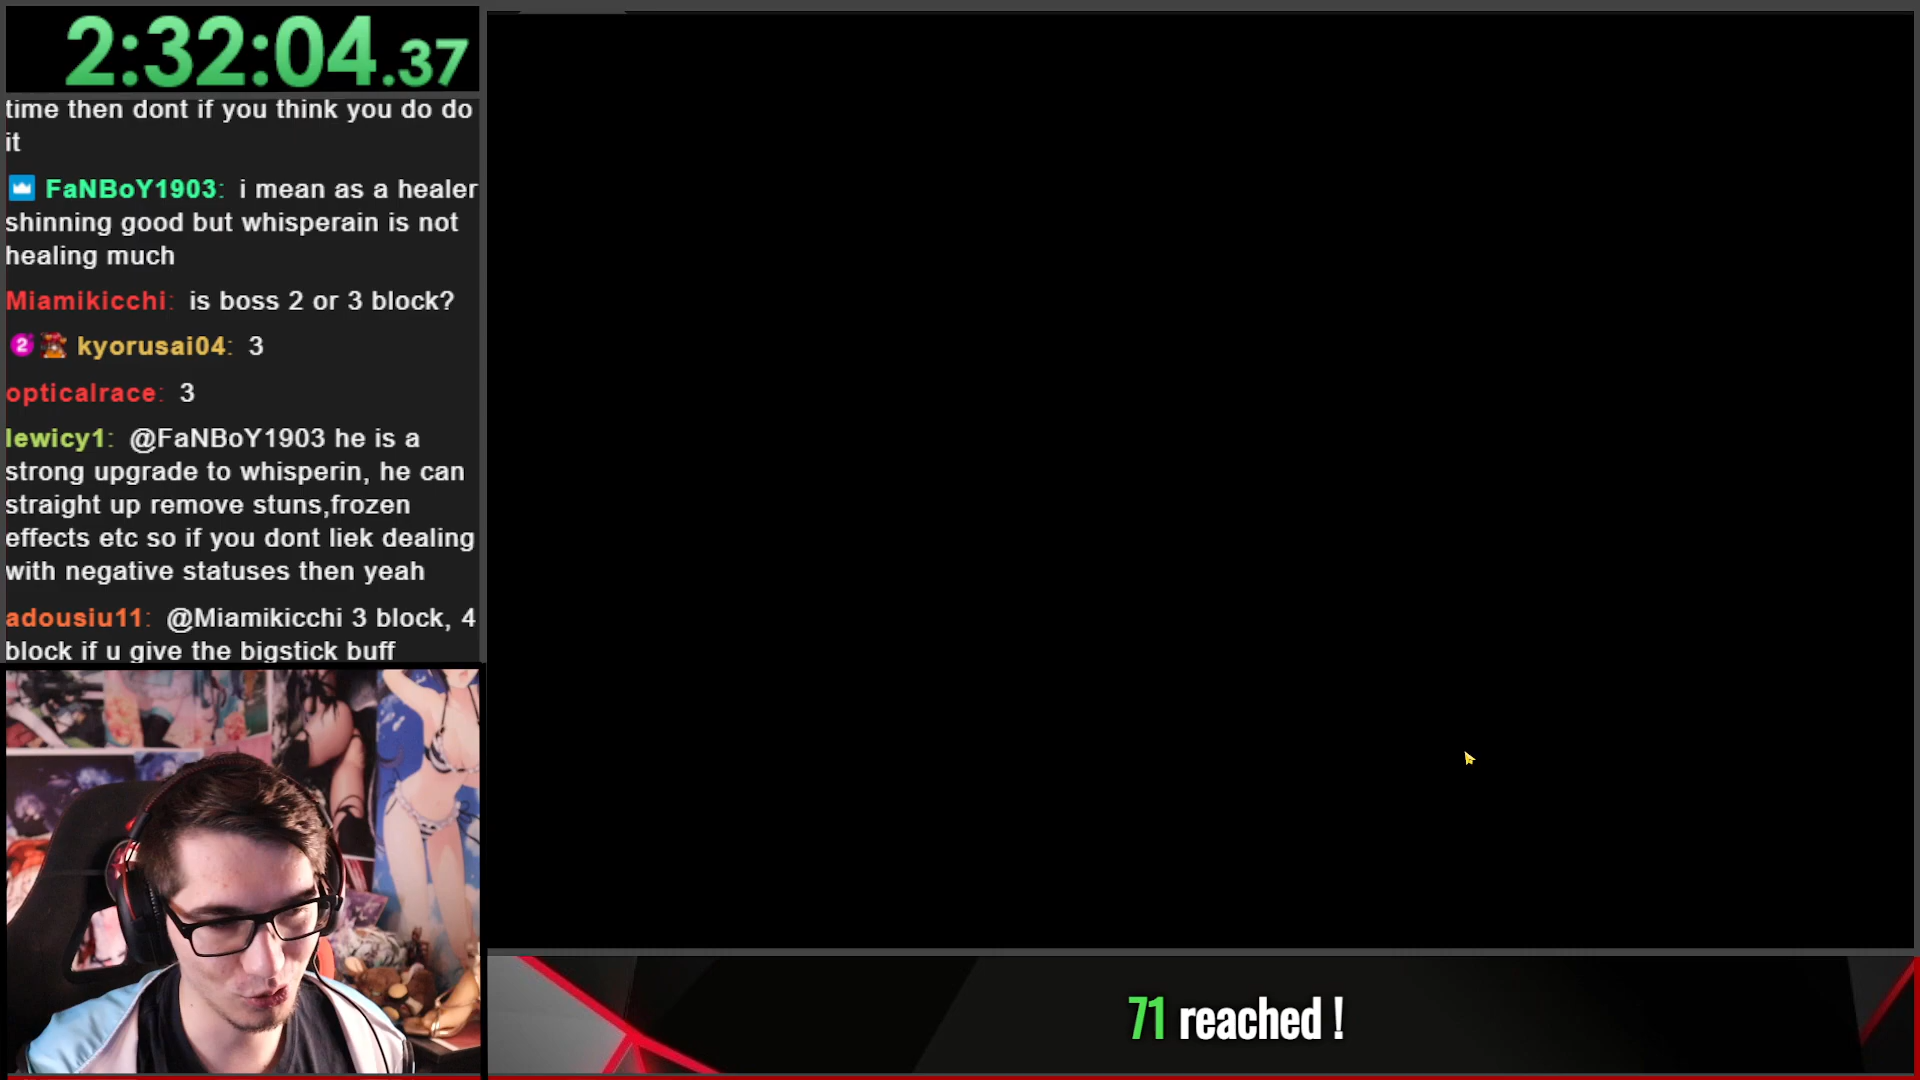 2:32:04.37
time then dont if you think you do do
it
FaNBoY1903: i mean as a healer
shinning good but whisperain is not
healing much
Miamikicchi: is boss 2 or 3 block?
2 kyorusai04: 3
opticalrace: 3
lewicy1: @FaNBoY1903 he is a
strong upgrade to whisperin, he can
straight up remove stuns,frozen
effects etc so if you dont liek dealing
with negative statuses then yeah
adousiu11: @Miamikicchi 3 block, 4
block if u give the bigstick buff
71 reached !